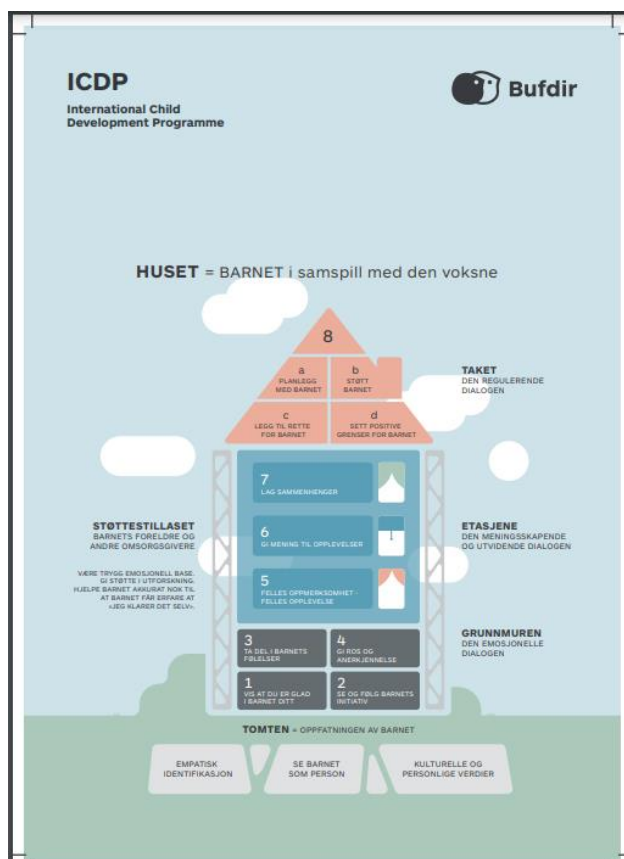 ICDP
International Child
Development Programme
Bufdir
HUSET = BARNET i samspill med den voksne
8
a
PLANLEGG
MED BARNET
b
STØTT
BARNET
c
LEGG TIL RETTE
FOR BARNET
d
SETT POSITIVE
GRENSER FOR BARNET
TAKET
DEN REGULERENDE
DIALOGEN
7
LAG SAMMENHENGER
6
GI MENING TIL OPPLEVELSER
5
FELLES OPPMERKSOMHET -
FELLES OPPLEVELSE
STØTTESTILLASET
BARNETS FORELDRE OG
ANDRE OMSORGSGIVERE
VÆRE TRYGG EMOSJONELL BASE.
GI STØTTE I UTFORSKNING.
HJELPE BARNET AKKURAT NOK TIL
AT BARNET FÅR ERFARE AT
«JEG KLARER DET SELV».
ETASJENE
DEN MENINGSSKAPENDE
OG UTVIDENDE DIALOGEN
3
TA DEL I BARNETS
FØLELSER
4
GI ROS OG
ANERKJENNELSE
1
VIS AT DU ER GLAD
I BARNET DITT
2
SE OG FØLG BARNETS
INITIATIV
GRUNNMUREN
DEN EMOSJONELLE
DIALOGEN
TOMTEN = OPPFATNINGEN AV BARNET
EMPATISK
IDENTIFIKASJON
SE BARNET
SOM PERSON
KULTURELLE OG
PERSONLIGE VERDIER